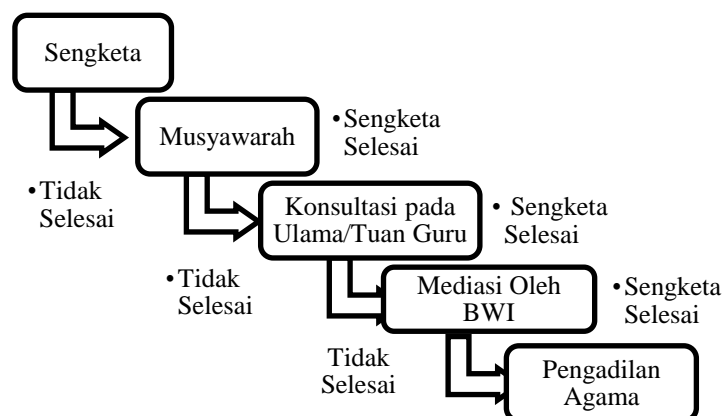 Sengketa
Musyawarah
•Sengketa
Selesai
•Tidak
Selesai
Konsultasi pada
Ulama/Tuan Guru
• Sengketa
Selesai
•Tidak
Selesai
Mediasi Oleh
BWI
•Sengketa
Selesai
Tidak
Selesai
Pengadilan
Agama